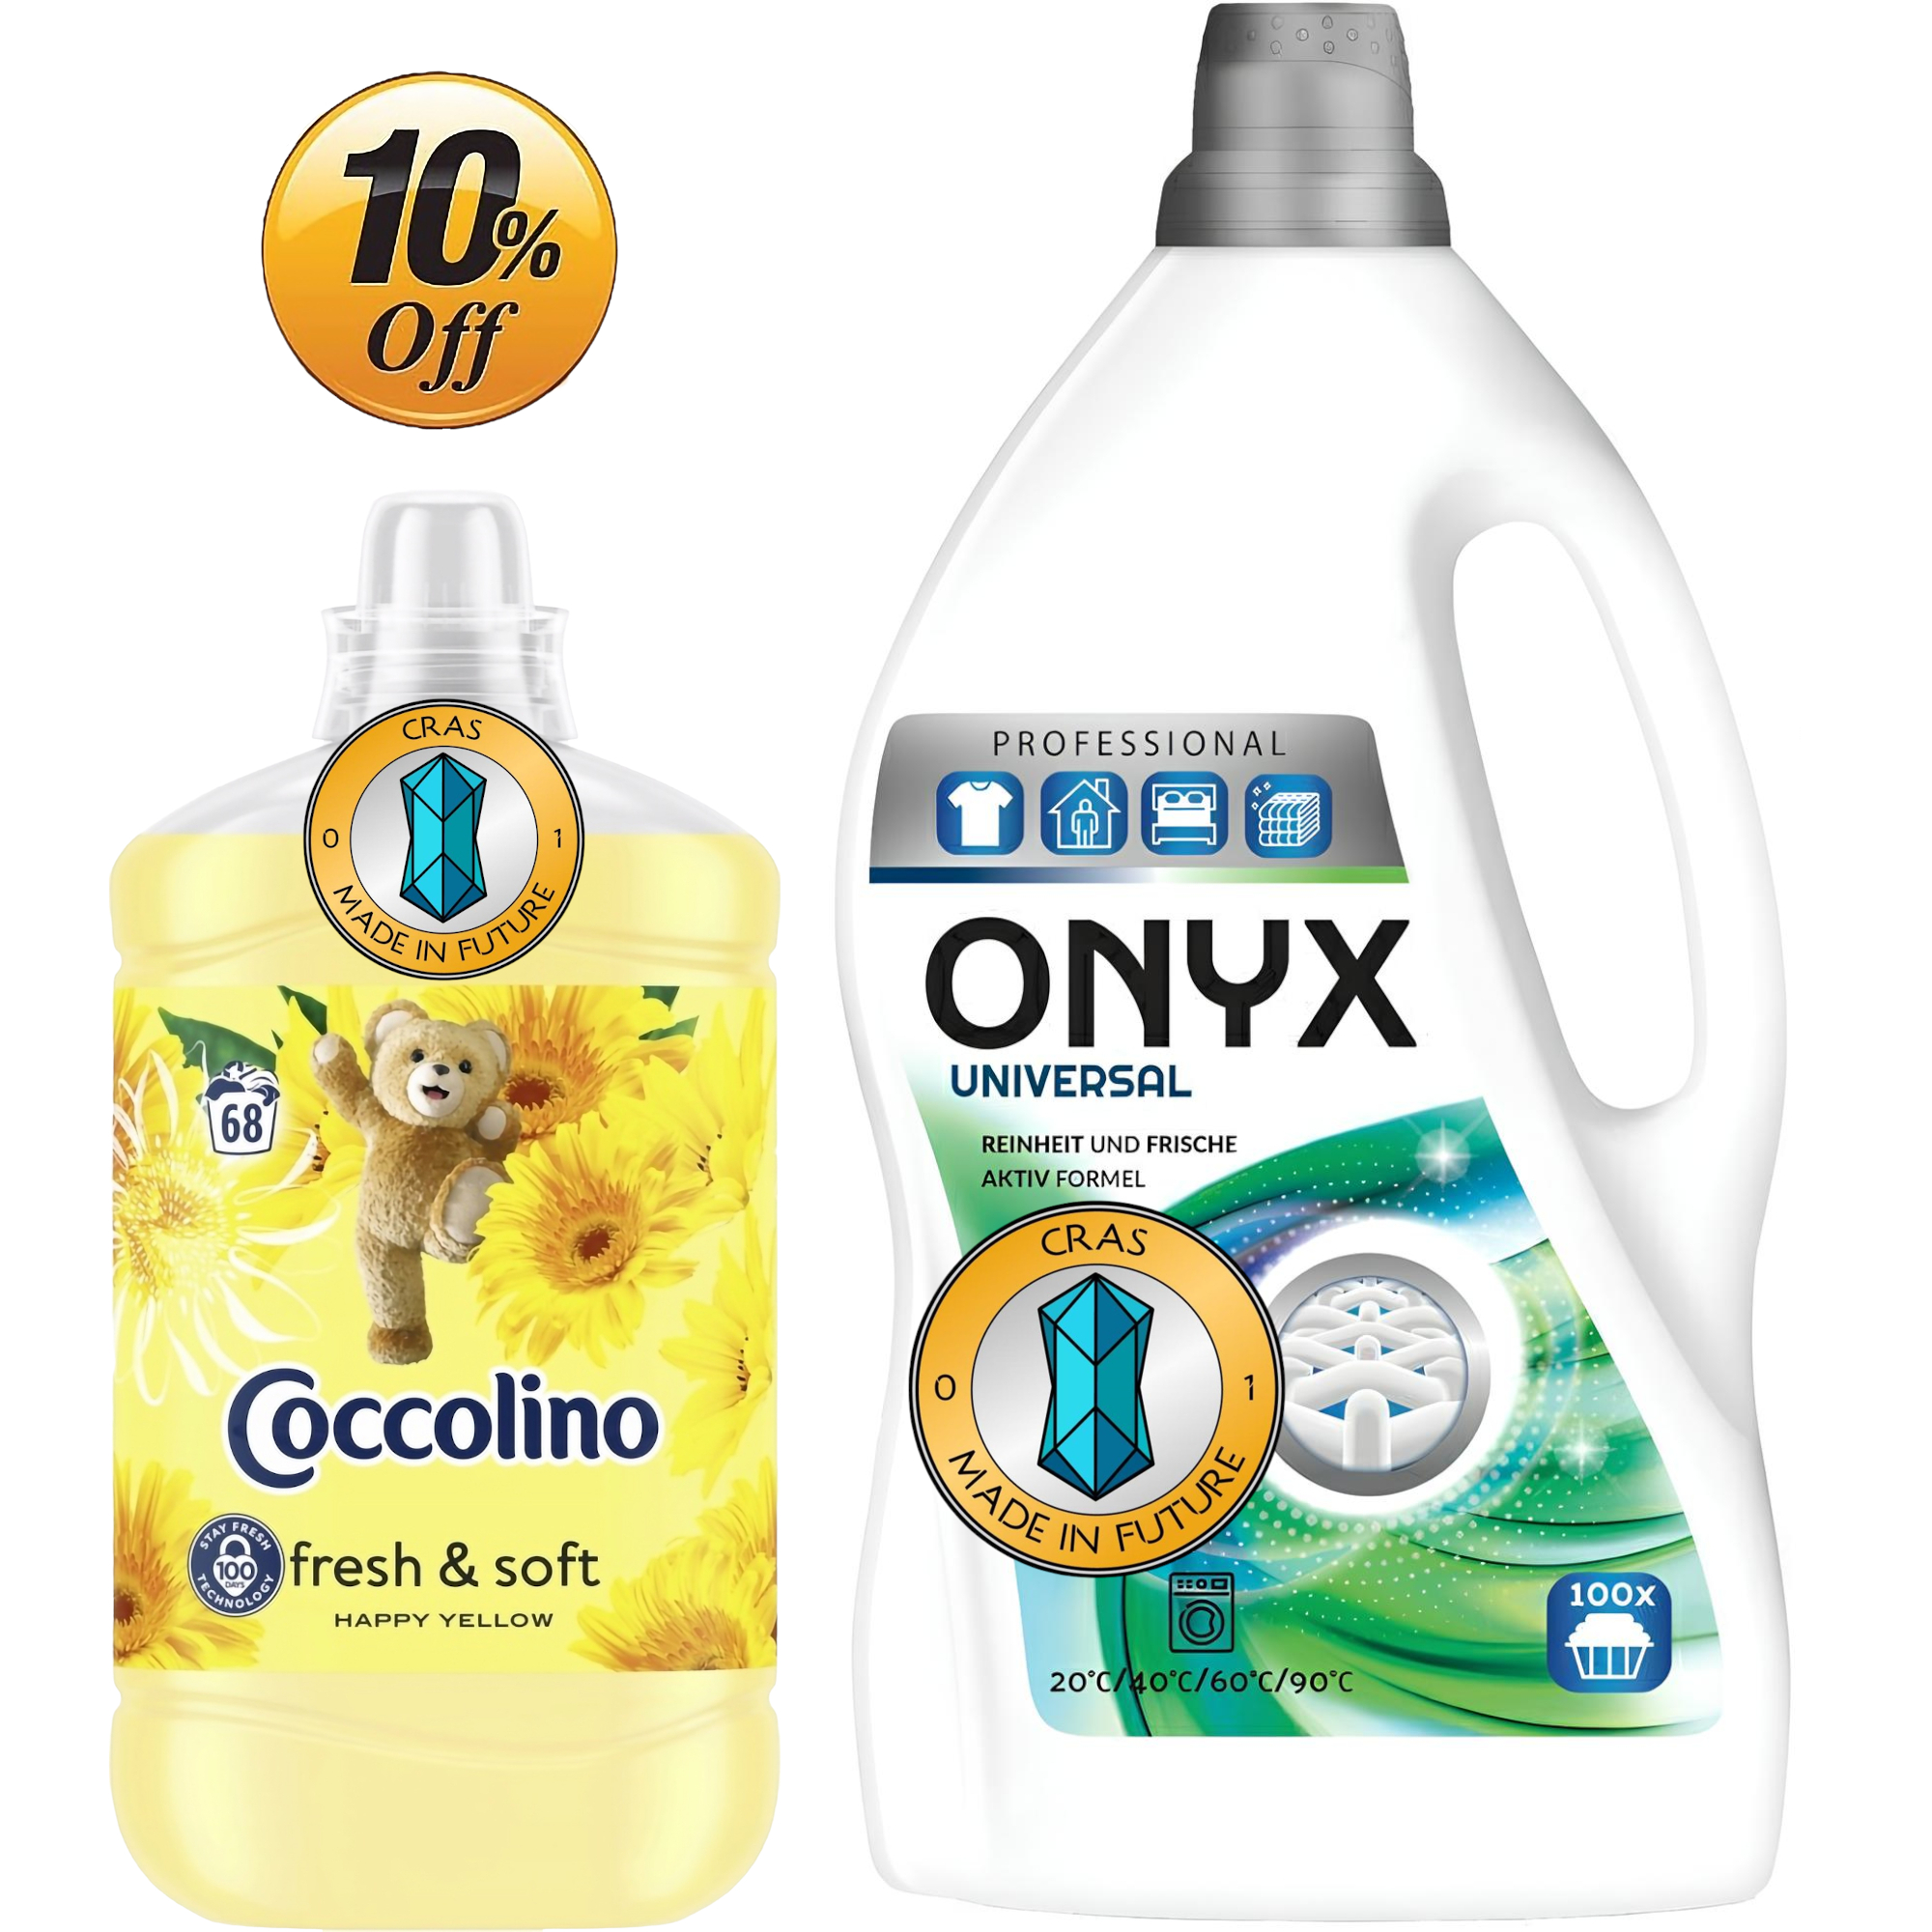 10%
Off
CRAS
0 1
MADE IN FUTURE
68
Coccolino
STAY FRESH
100
DAYS
TECHNOLOGY
fresh & soft
HAPPY YELLOW
PROFESSIONAL
ONYX
UNIVERSAL
REINHEIT UND FRISCHE
AKTIV FORMEL
CRAS
0 1
MADE IN FUTURE
100X
20°C/40°C/60°C/90°C